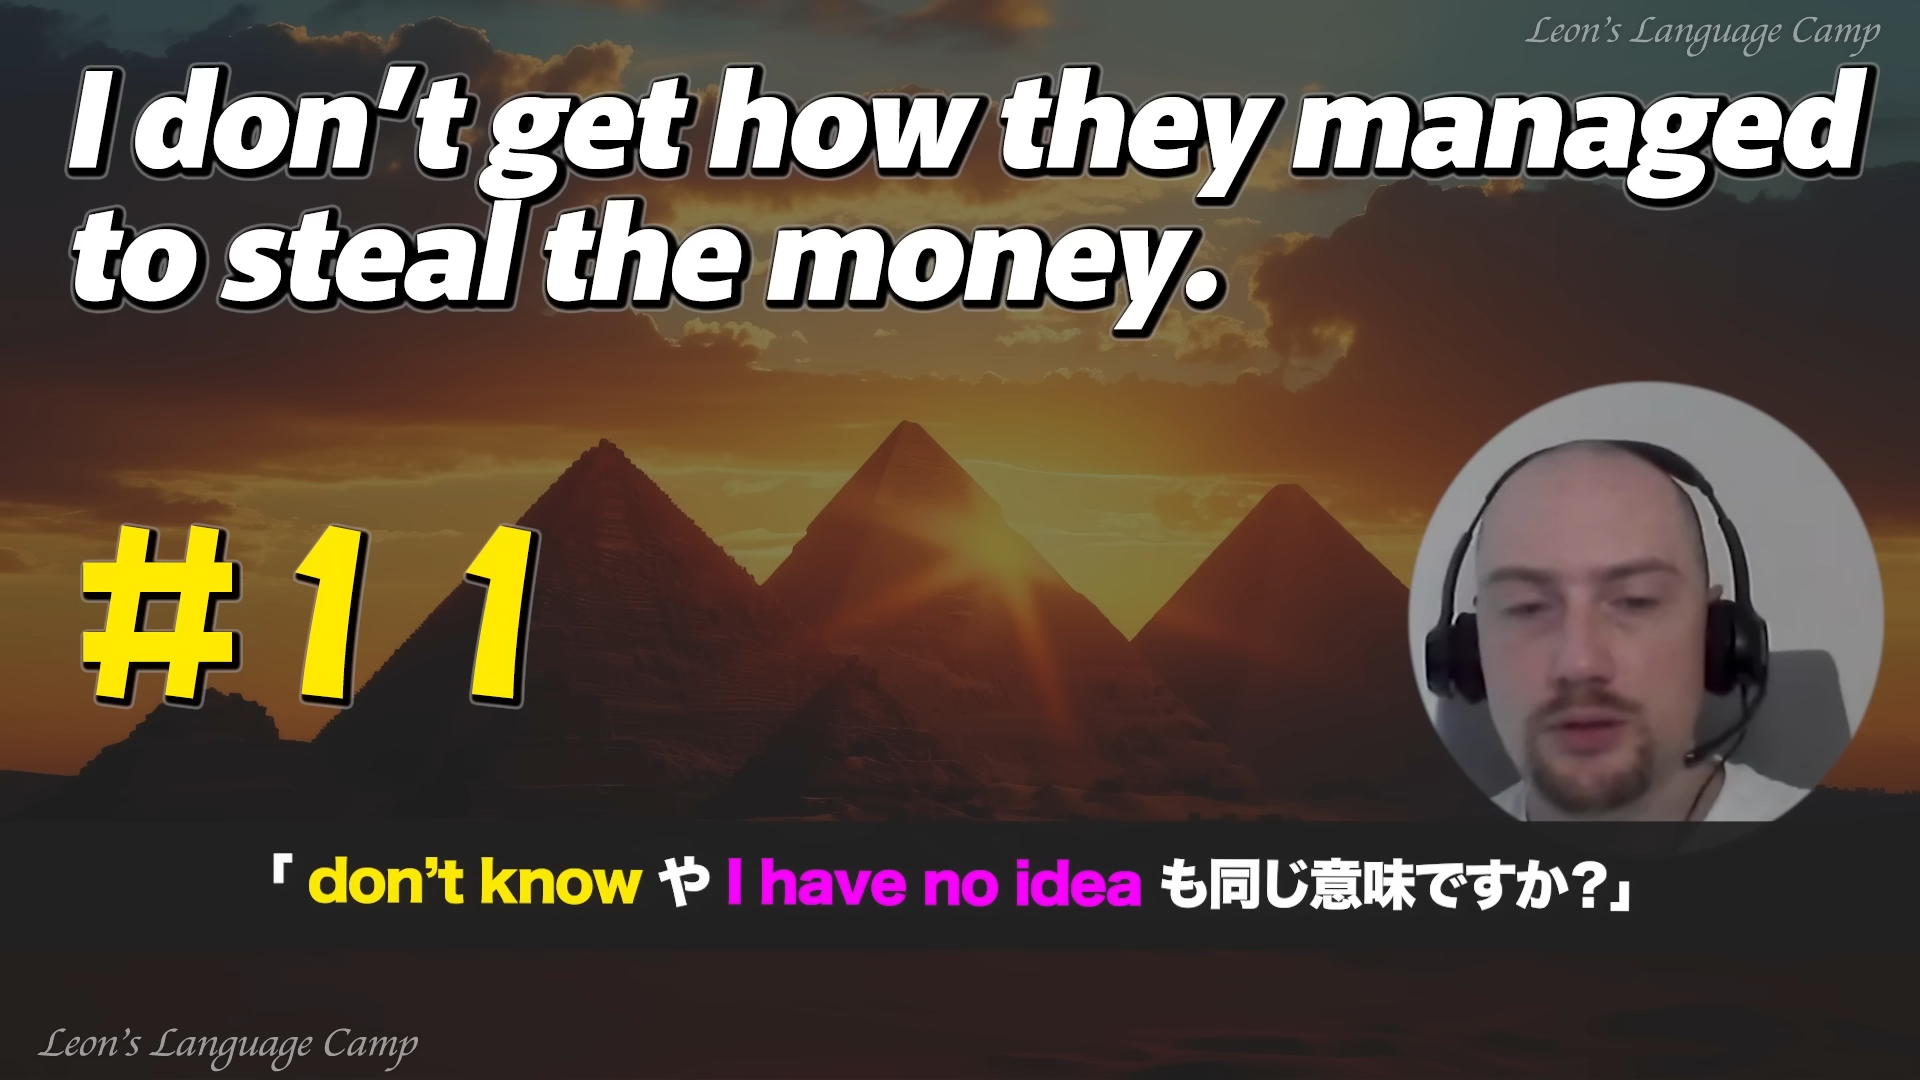 Leon's Language Camp
I don't get how they managed
to steal the money.
#11
「don't know や I have no idea も同じ意味ですか？」
Leon's Language Camp